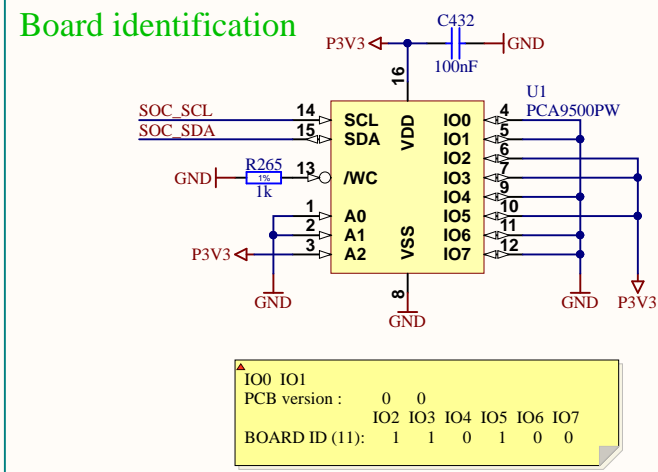 Board identification
C432
P3V3 GND
100nF
16
U1
PCA9500PW
SOC_SCL 14 SCL VDD IO0 4
SOC_SDA 15 SDA IO1 5
IO2 6
R265 13 /WC IO3 7
GND 1%
1k
IO4 9
1 A0 IO5 10
2 A1 IO6 11
P3V3 3 A2 VSS IO7 12
8
GND GND GND P3V3
IO0 IO1
PCB version : 0 0
IO2 IO3 IO4 IO5 IO6 IO7
BOARD ID (11): 1 1 0 1 0 0